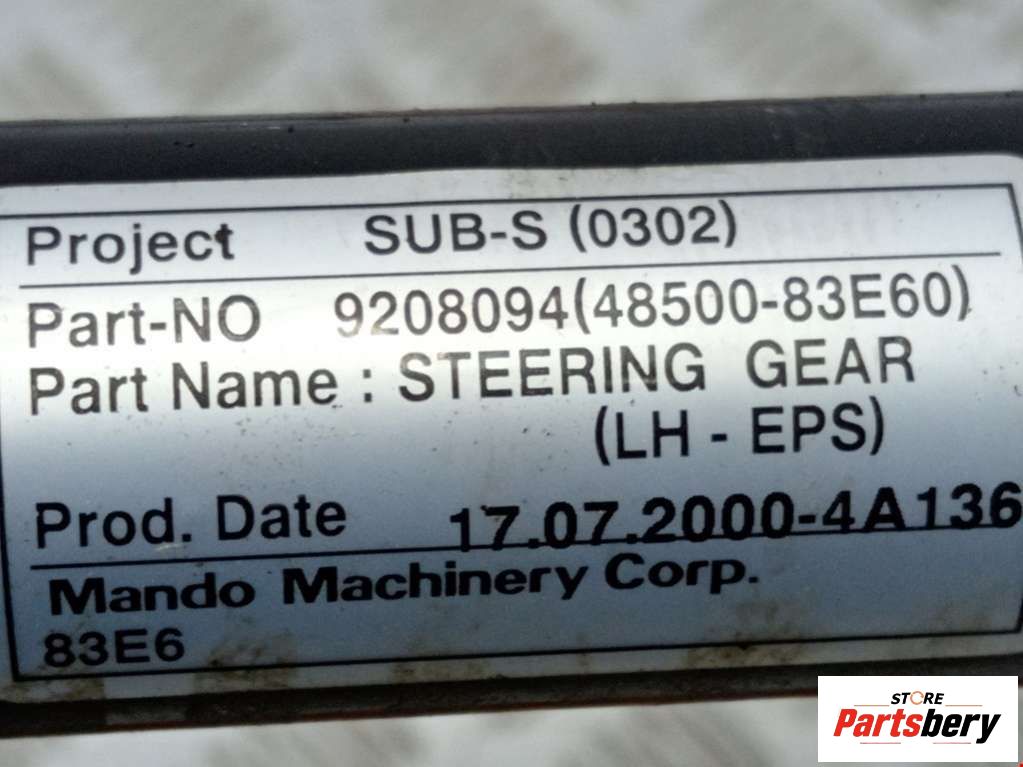 Project SUB-S (0302)
Part-NO 9208094(48500-83E60)
Part Name : STEERING GEAR
(LH - EPS)
Prod. Date 17.07.2000-4A136
Mando Machinery Corp.
83E6
STORE
Partsbery